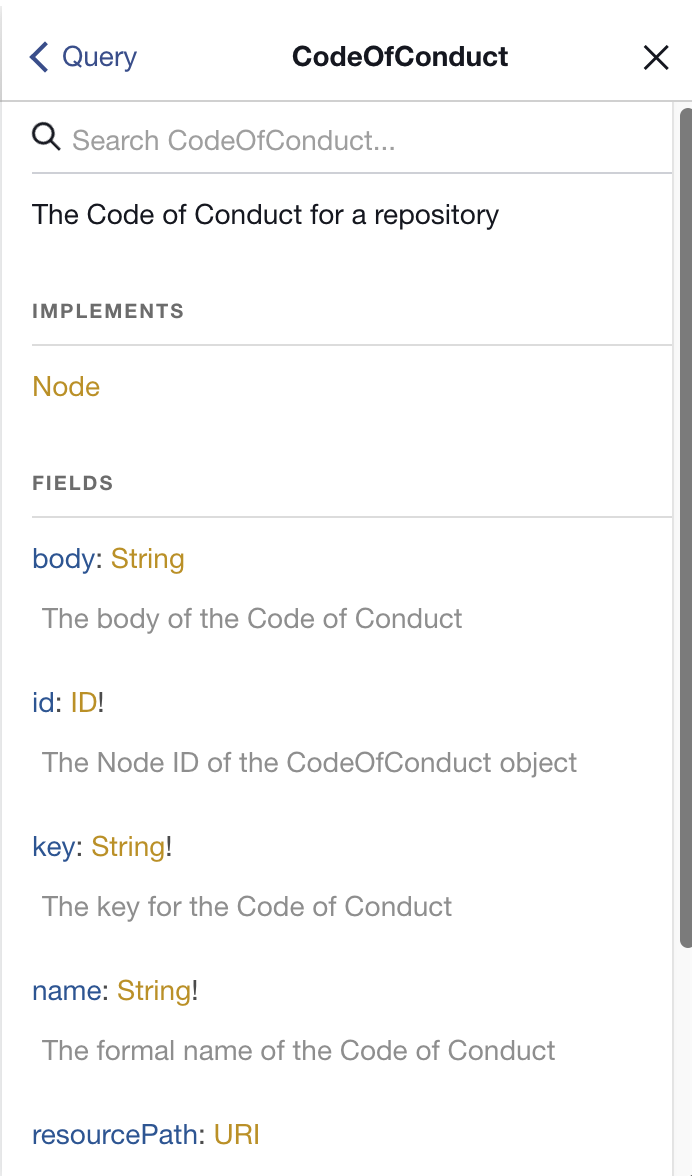 Query
CodeOfConduct
Search CodeOfConduct...
The Code of Conduct for a repository
IMPLEMENTS
Node
FIELDS
body: String
The body of the Code of Conduct
id: ID!
The Node ID of the CodeOfConduct object
key: String!
The key for the Code of Conduct
name: String!
The formal name of the Code of Conduct
resourcePath: URI